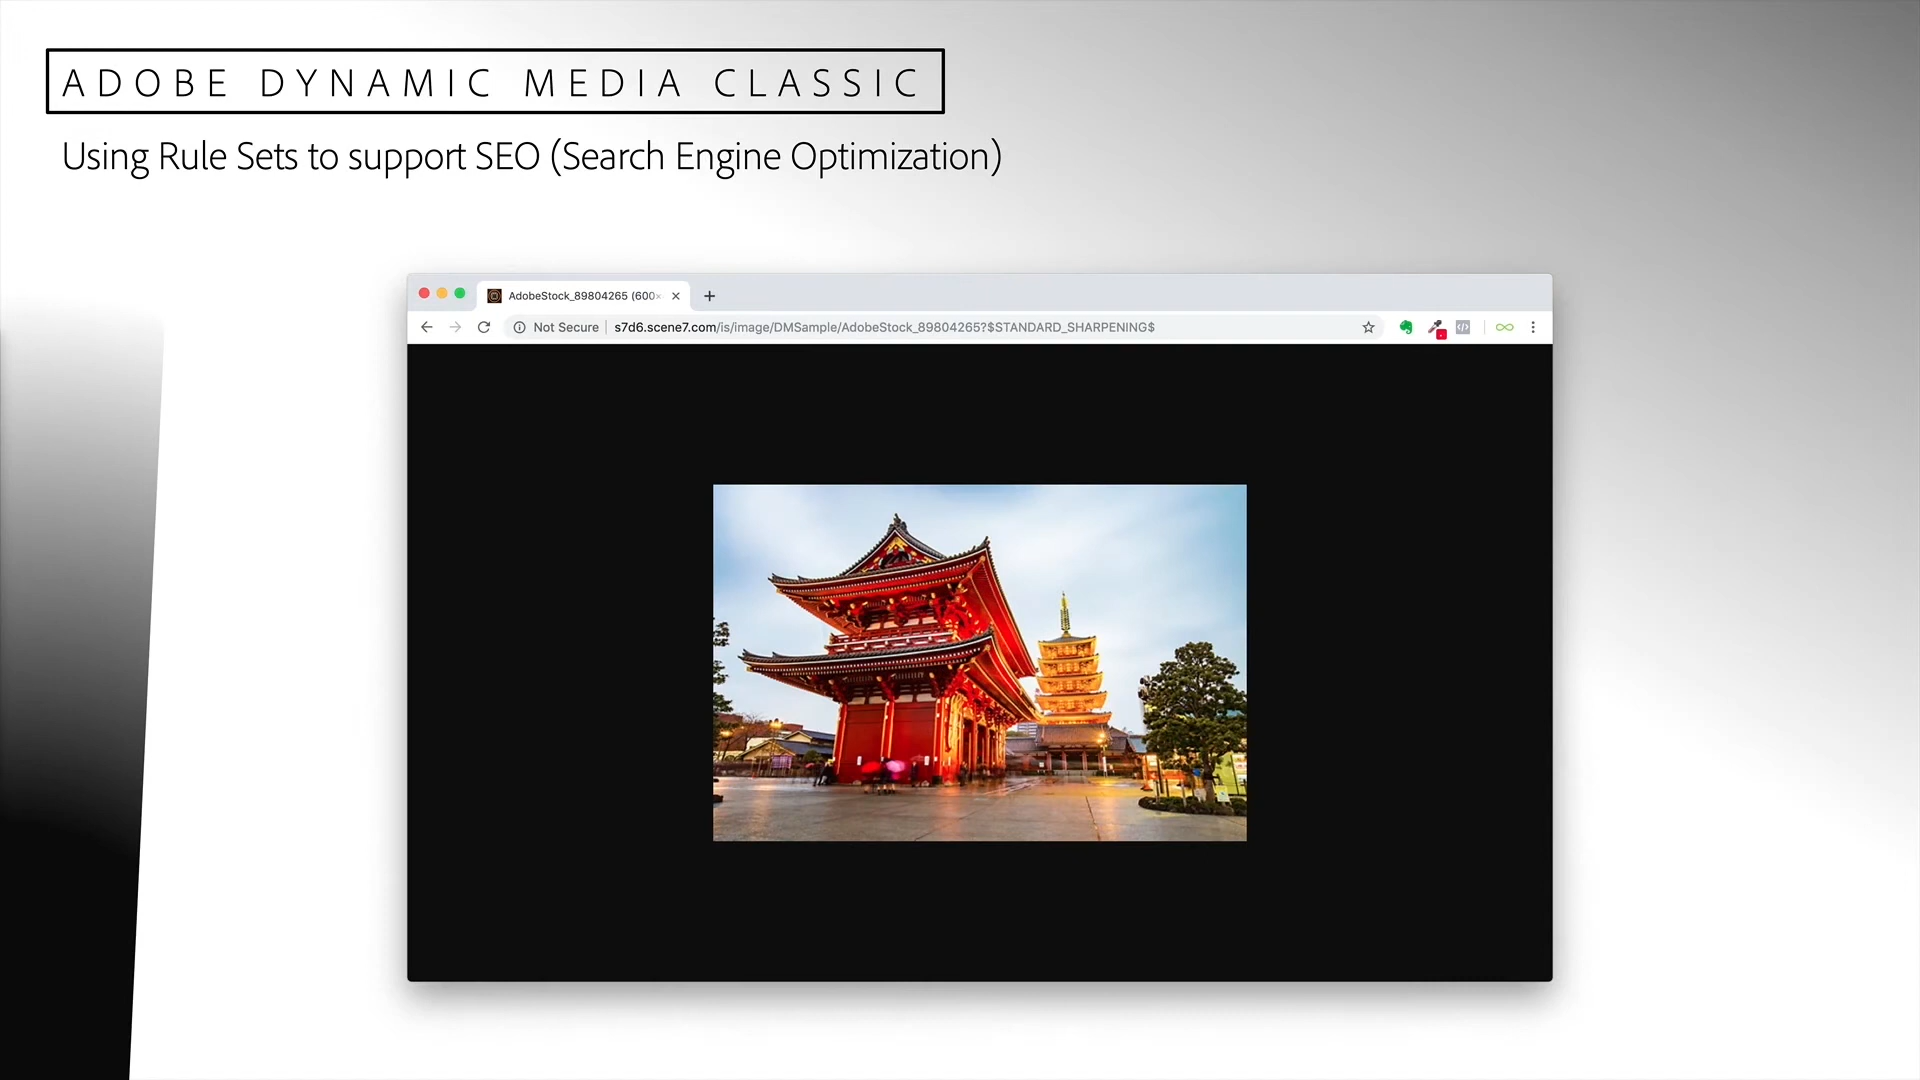 ADOBE DYNAMIC MEDIA CLASSIC
Using Rule Sets to support SEO (Search Engine Optimization)
AdobeStock_89804265 (600×
Not Secure | s7d6.scene7.com/is/image/DMSample/AdobeStock_89804265?$STANDARD_SHARPENING$